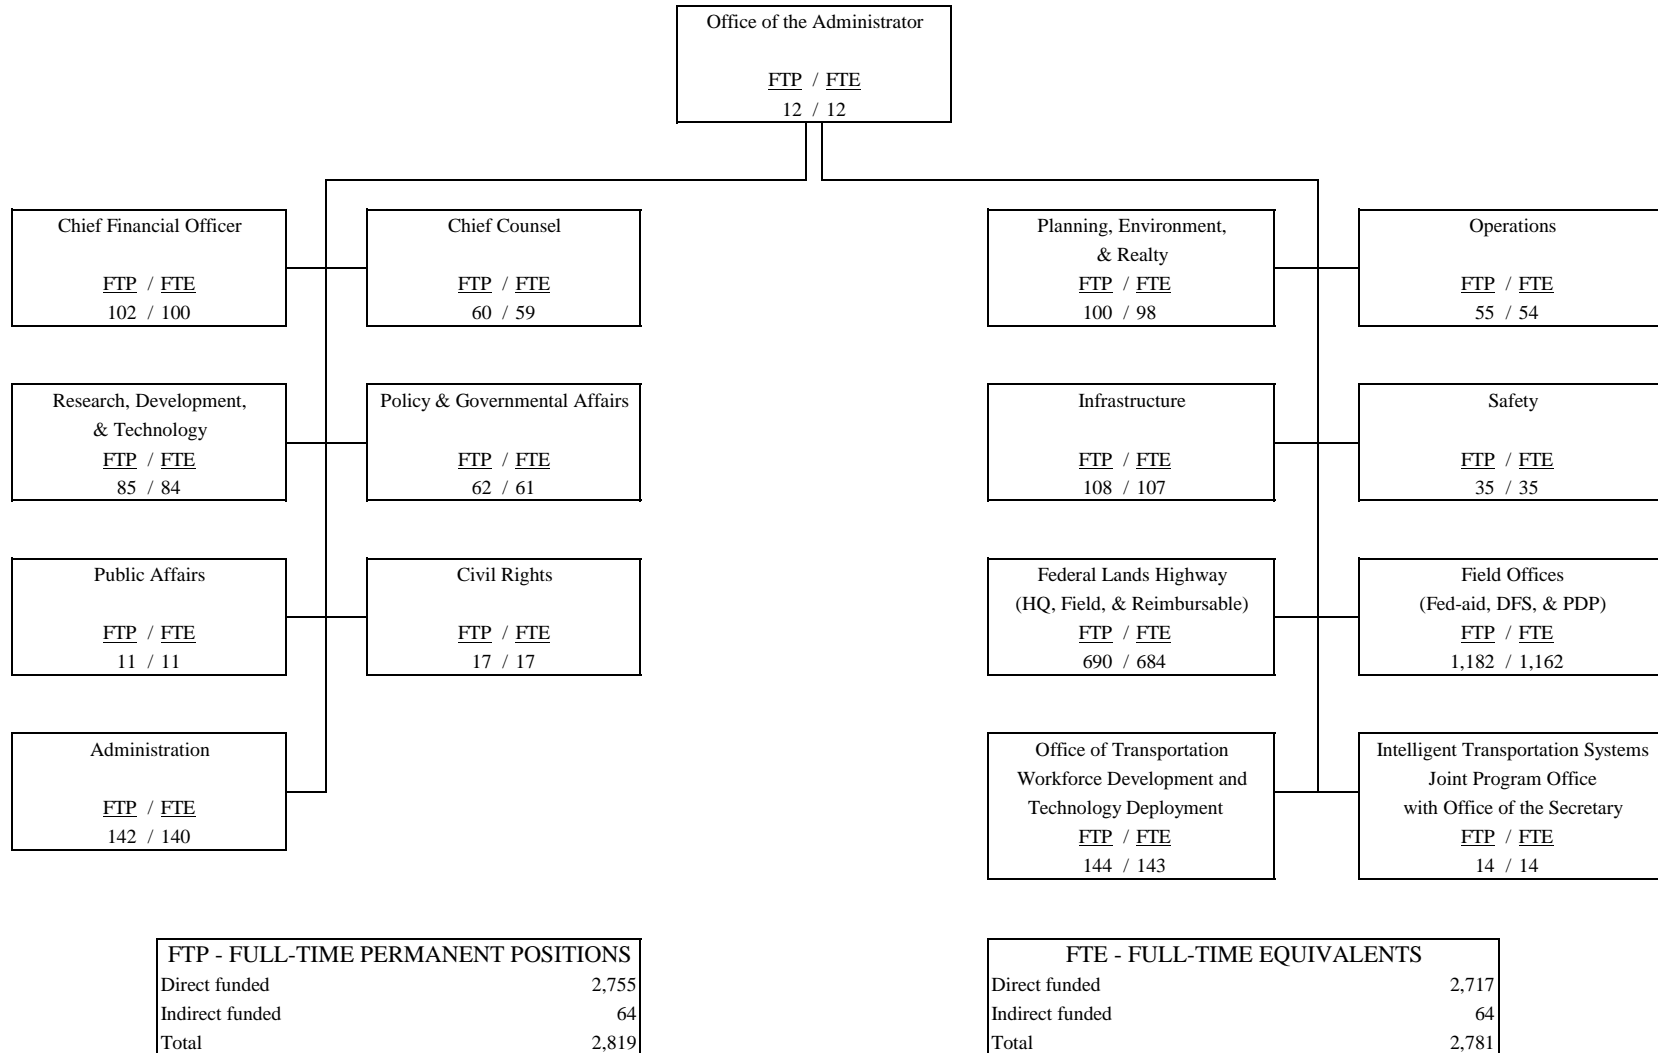 Office of the Administrator
FTP / FTE
12 / 12
Chief Financial Officer
FTP / FTE
102 / 100
Chief Counsel
FTP / FTE
60 / 59
Planning, Environment,
& Realty
FTP / FTE
100 / 98
Operations
FTP / FTE
55 / 54
Research, Development,
& Technology
FTP / FTE
85 / 84
Policy & Governmental Affairs
FTP / FTE
62 / 61
Infrastructure
FTP / FTE
108 / 107
Safety
FTP / FTE
35 / 35
Public Affairs
FTP / FTE
11 / 11
Civil Rights
FTP / FTE
17 / 17
Federal Lands Highway
(HQ, Field, & Reimbursable)
FTP / FTE
690 / 684
Field Offices
(Fed-aid, DFS, & PDP)
FTP / FTE
1,182 / 1,162
Administration
FTP / FTE
142 / 140
Office of Transportation
Workforce Development and
Technology Deployment
FTP / FTE
144 / 143
Intelligent Transportation Systems
Joint Program Office
with Office of the Secretary
FTP / FTE
14 / 14
FTP - FULL-TIME PERMANENT POSITIONS
Direct funded 2,755
Indirect funded 64
Total 2,819
FTE - FULL-TIME EQUIVALENTS
Direct funded 2,717
Indirect funded 64
Total 2,781